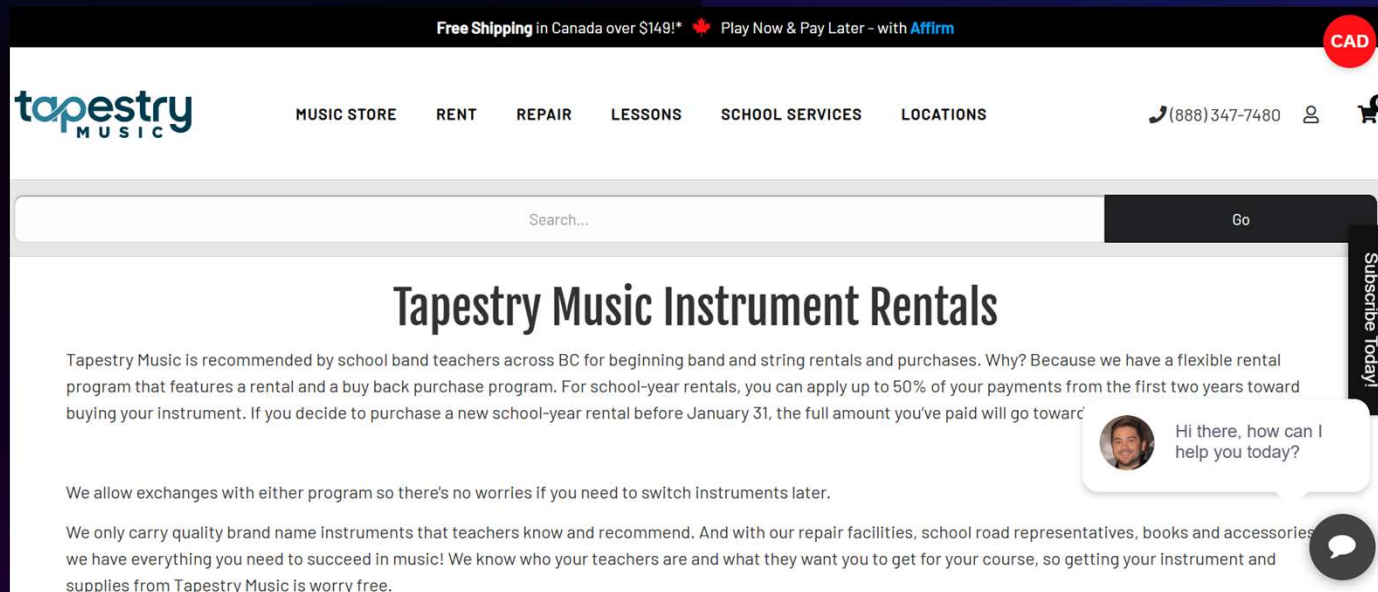 Free Shipping in Canada over $149!* Play Now & Pay Later - with Affirm
CAD
tapestry
MUSIC
MUSIC STORE RENT REPAIR LESSONS SCHOOL SERVICES LOCATIONS
(888) 347-7480
Search...
Go
Subscribe Today!
Tapestry Music Instrument Rentals
Tapestry Music is recommended by school band teachers across BC for beginning band and string rentals and purchases. Why? Because we have a flexible rental
program that features a rental and a buy back purchase program. For school-year rentals, you can apply up to 50% of your payments from the first two years toward
buying your instrument. If you decide to purchase a new school-year rental before January 31, the full amount you've paid will go toward
Hi there, how can I
help you today?
We allow exchanges with either program so there's no worries if you need to switch instruments later.
We only carry quality brand name instruments that teachers know and recommend. And with our repair facilities, school road representatives, books and accessories
we have everything you need to succeed in music! We know who your teachers are and what they want you to get for your course, so getting your instrument and
supplies from Tapestry Music is worry free.